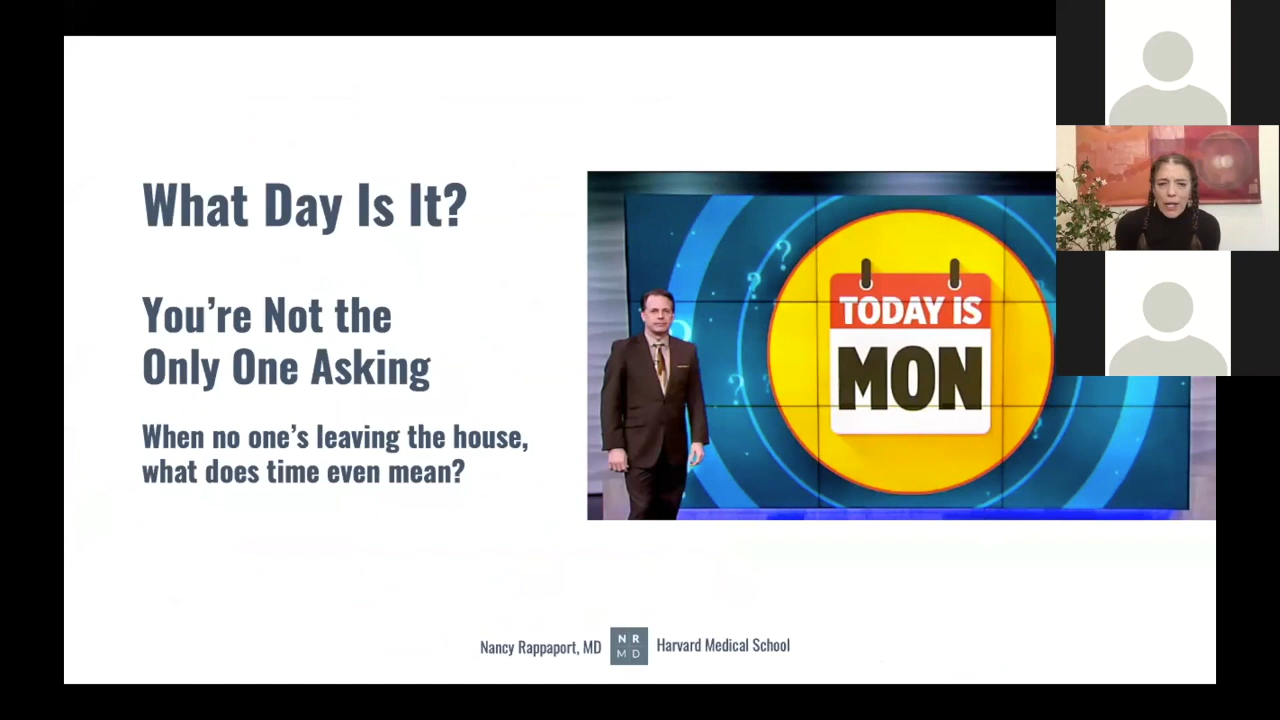 What Day Is It?
You’re Not the
Only One Asking
When no one’s leaving the house,
what does time even mean?
TODAY IS
MON
Nancy Rappaport, MD
N R
M D
Harvard Medical School